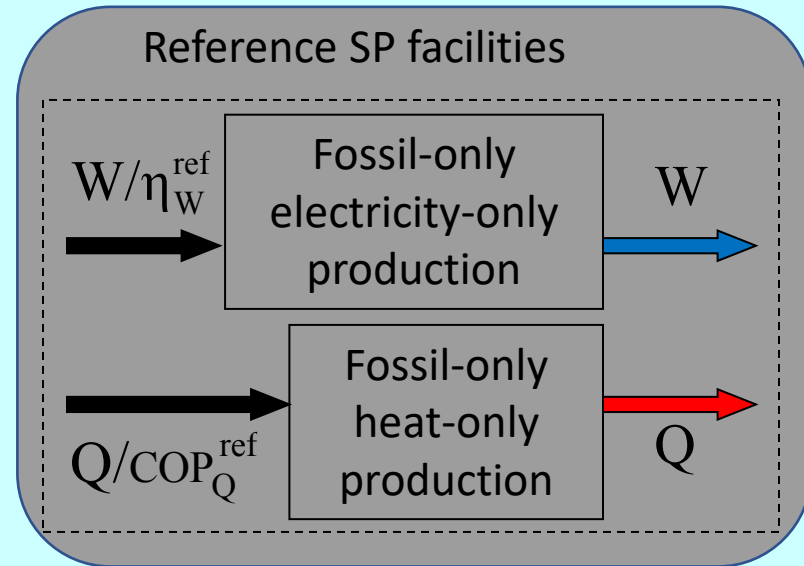 Reference SP facilities
W/η_W^ref
Fossil-only
electricity-only
production
W
Q/COP_Q^ref
Fossil-only
heat-only
production
Q